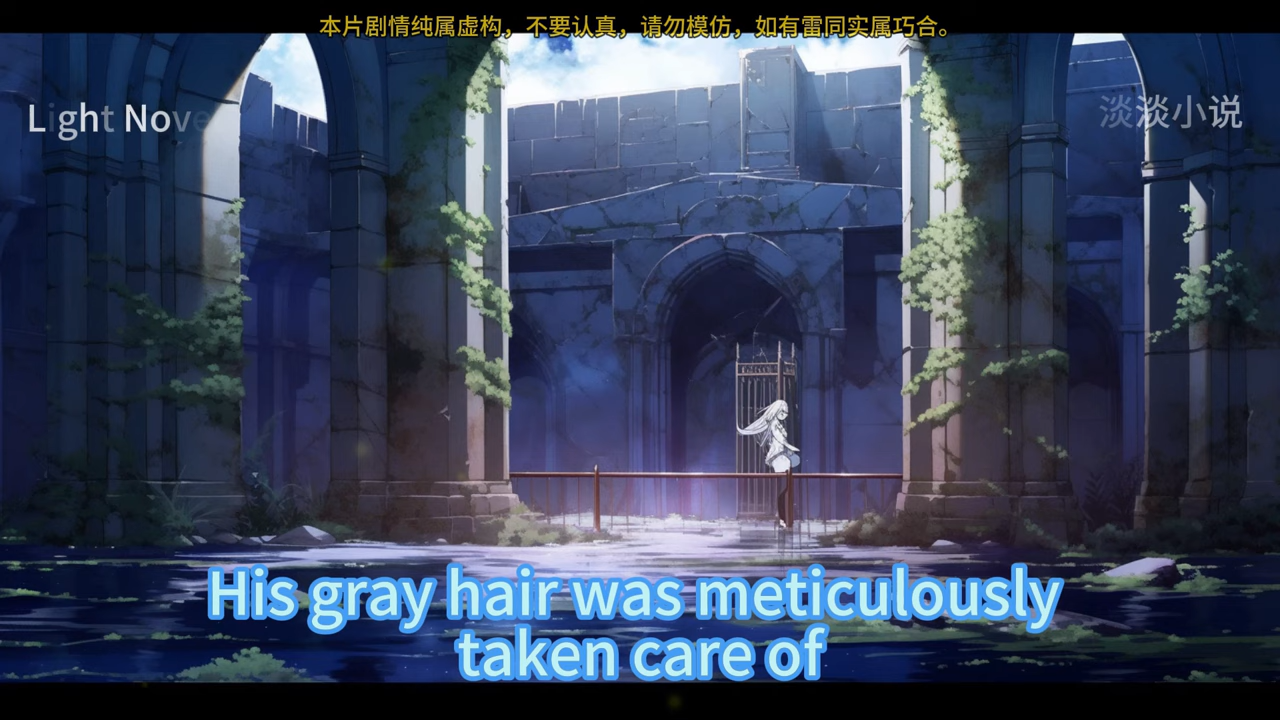 本片剧情纯属虚构，不要认真，请勿模仿，如有雷同实属巧合。
Light Nove
淡淡小说
His gray hair was meticulously
taken care of